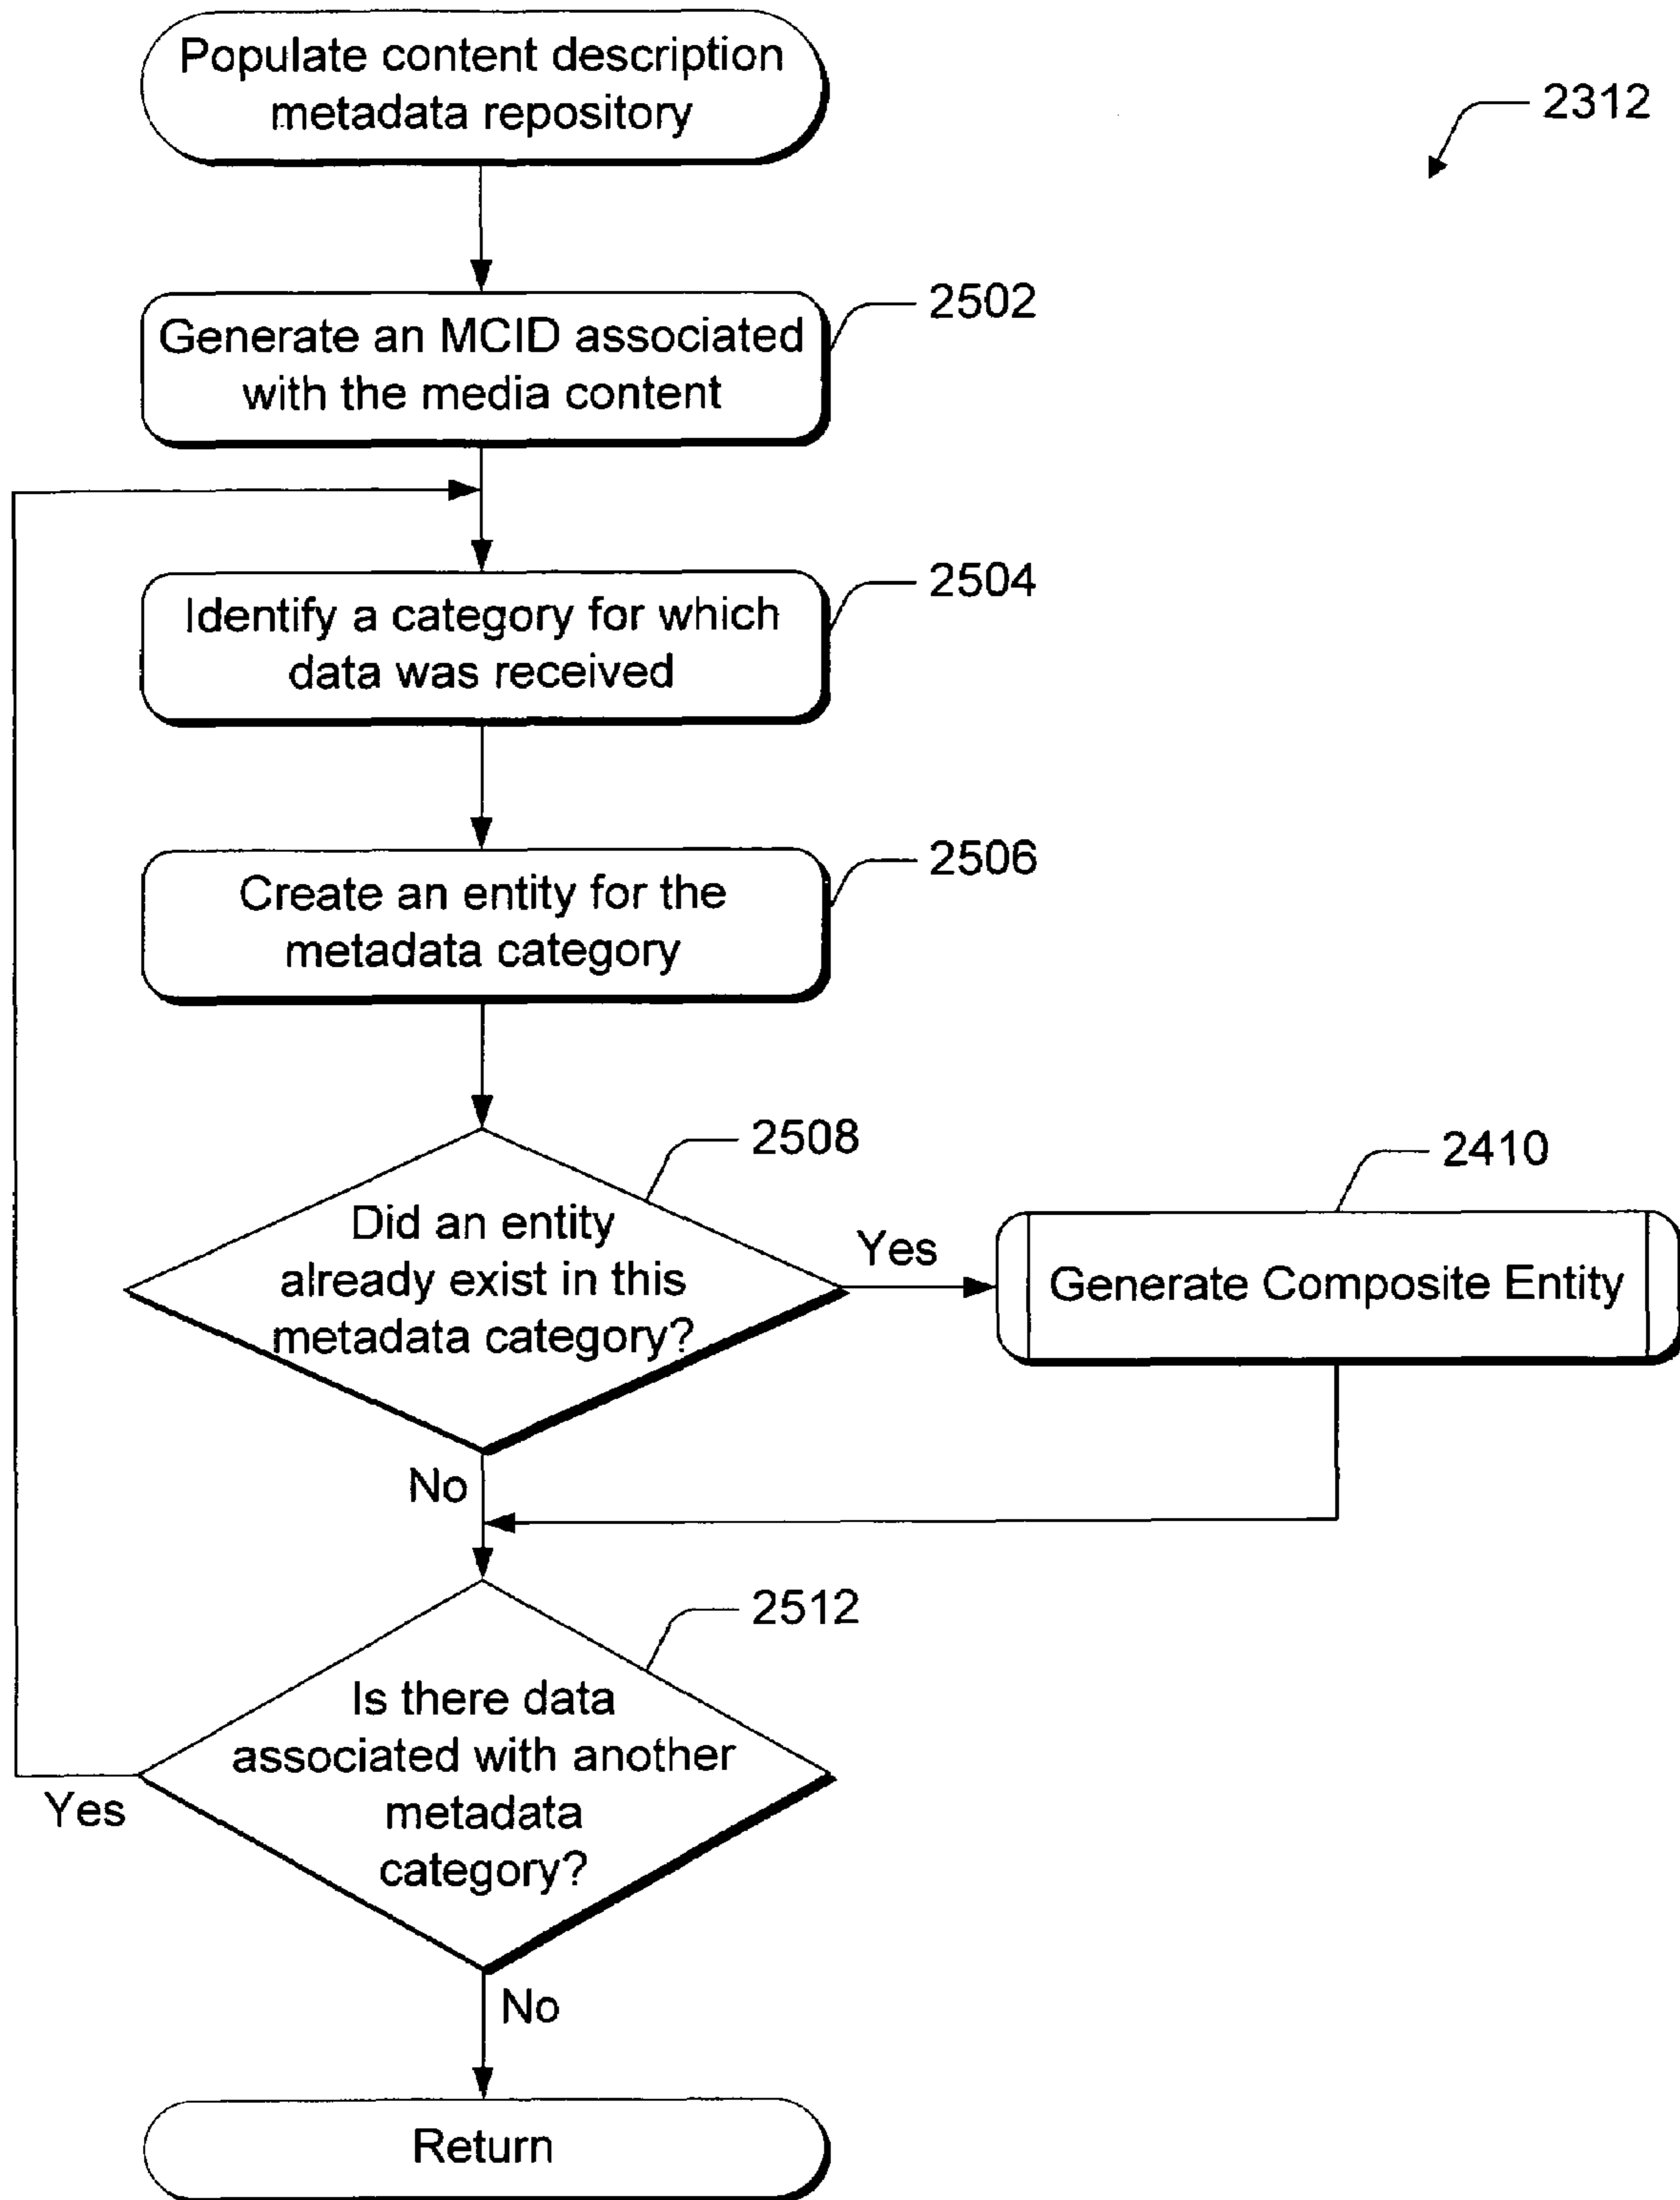 Populate content description
metadata repository
2312
2502
Generate an MCID associated
with the media content
2504
Identify a category for which
data was received
2506
Create an entity for the
metadata category
2508
Did an entity
already exist in this
metadata category?
Yes
2410
Generate Composite Entity
No
2512
Is there data
associated with another
metadata
category?
Yes
No
Return